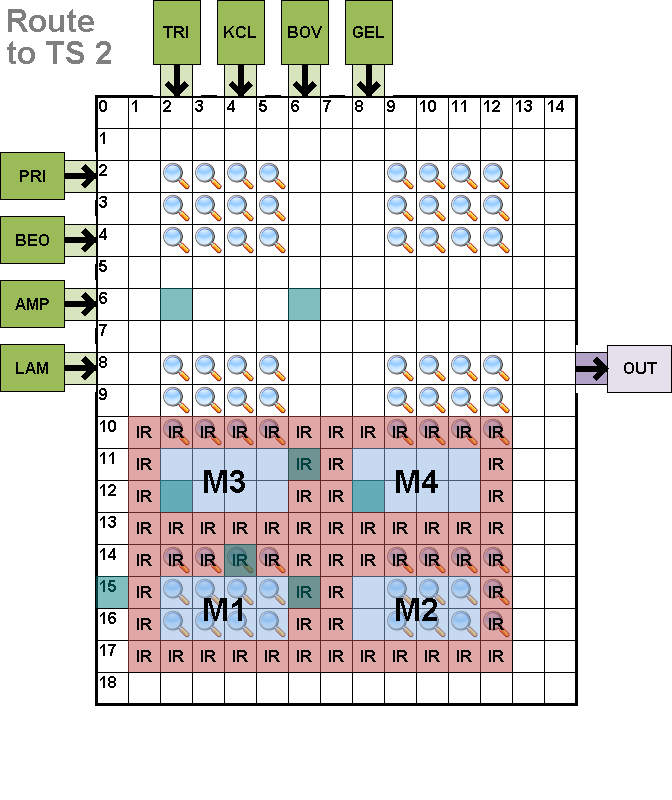 Route
to TS 2
TRI KCL BOV GEL
0 1 2 3 4 5 6 7 8 9 10 11 12 13 14
1
PRI 2
3
BEO 4
5
AMP 6
7
LAM 8 OUT
9
10 IR IR IR IR IR IR IR IR IR IR IR IR
11 IR IR IR IR
M3 M4
12 IR IR IR IR
13 IR IR IR IR IR IR IR IR IR IR IR IR
14 IR IR IR IR IR IR IR IR IR IR IR IR
15 IR IR IR IR
M1 M2
16 IR IR IR IR
17 IR IR IR IR IR IR IR IR IR IR IR IR
18